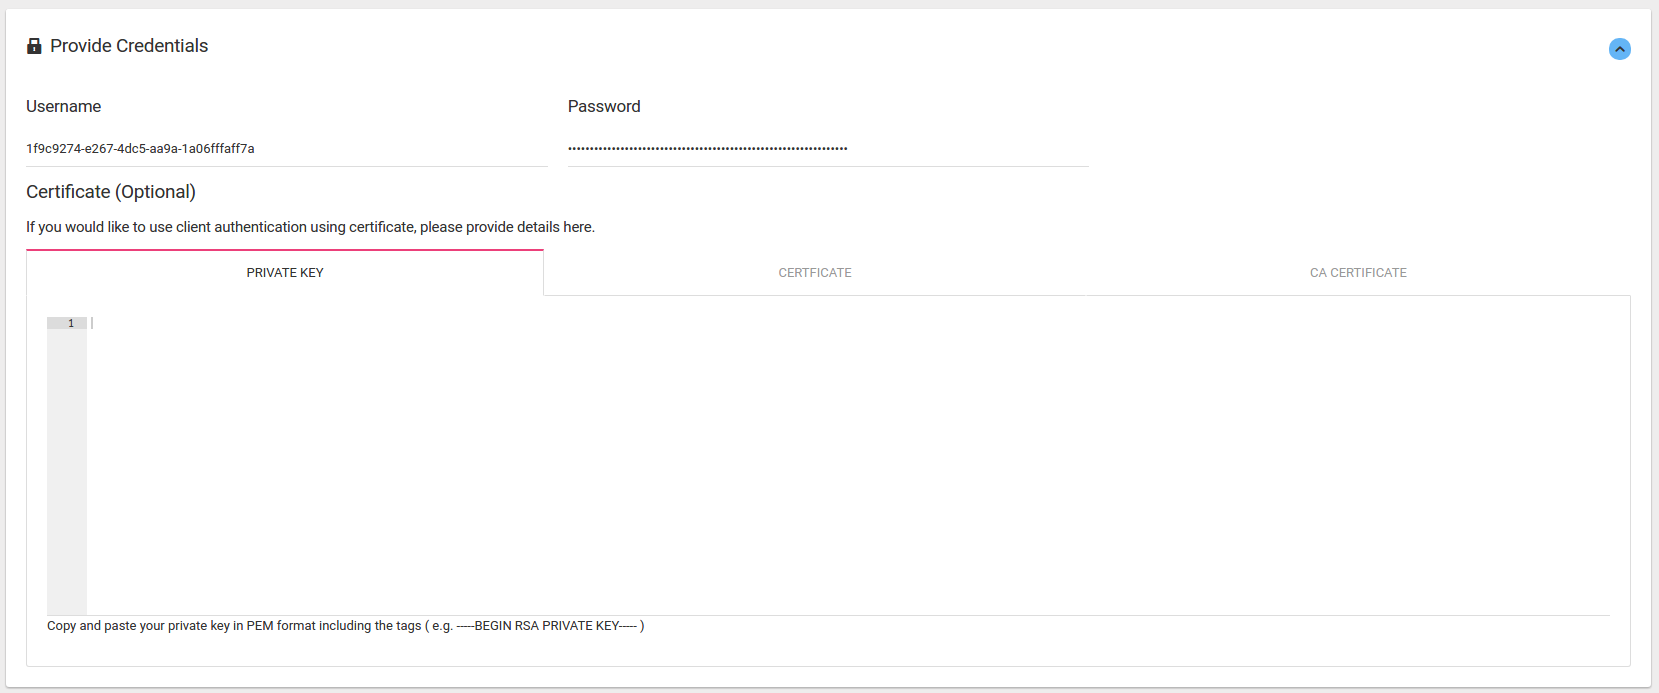 Provide Credentials
Username
Password
1f9c9274-e267-4dc5-aa9a-1a06fffaff7a
••••••••••••••••••••••••••••••••••••••••••••••••••••••••••••••••
Certificate (Optional)
If you would like to use client authentication using certificate, please provide details here.
PRIVATE KEY
CERTFICATE
CA CERTIFICATE
1
Copy and paste your private key in PEM format including the tags ( e.g. -----BEGIN RSA PRIVATE KEY----- )